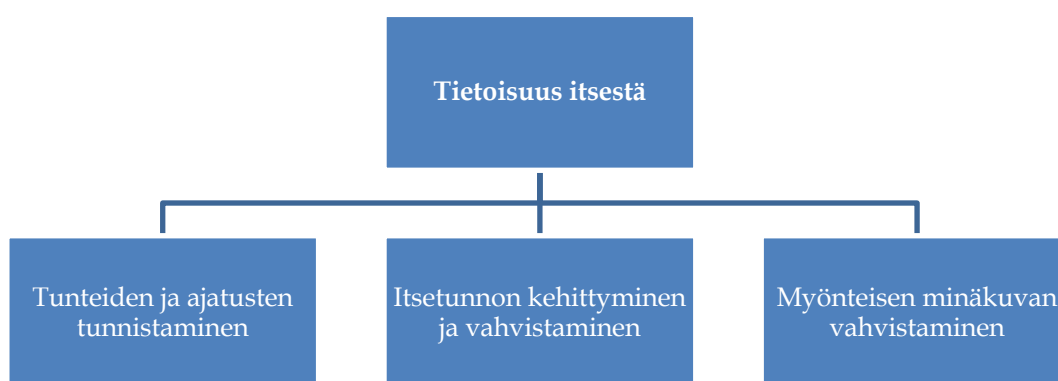 Tietoisuus itsestä
Tunteiden ja ajatusten
tunnistaminen
Itsetunnon kehittyminen
ja vahvistaminen
Myönteisen minäkuvan
vahvistaminen